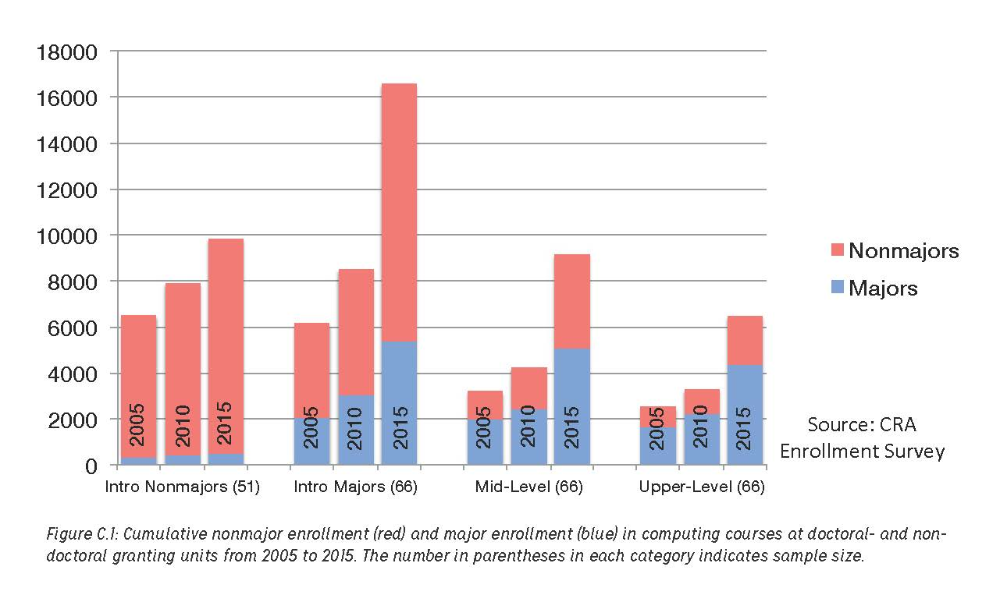 18000
16000
14000
12000
10000
8000
6000
4000
2000
0
2005
2010
2015
2005
2010
2015
2005
2010
2015
2005
2010
2015
Intro Nonmajors (51)
Intro Majors (66)
Mid-Level (66)
Upper-Level (66)
Nonmajors
Majors
Source: CRA
Enrollment Survey
Figure C.1: Cumulative nonmajor enrollment (red) and major enrollment (blue) in computing courses at doctoral- and non-
doctoral granting units from 2005 to 2015. The number in parentheses in each category indicates sample size.